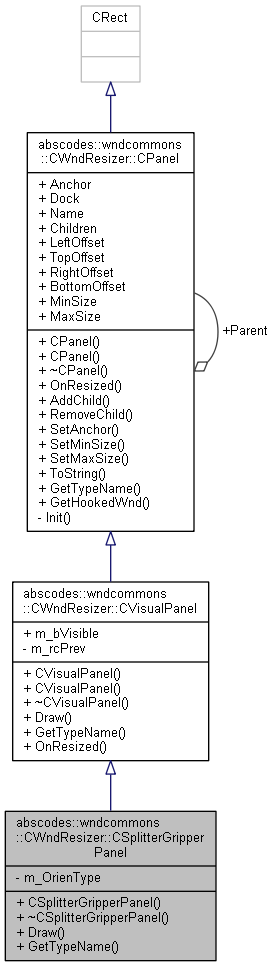 CRect
abscodes::wndcommons
::CWndResizer::CPanel
+ Anchor
+ Dock
+ Name
+ Children
+ LeftOffset
+ TopOffset
+ RightOffset
+ BottomOffset
+ MinSize
+ MaxSize
+ CPanel()
+ CPanel()
+ ~CPanel()
+ OnResized()
+ AddChild()
+ RemoveChild()
+ SetAnchor()
+ SetMinSize()
+ SetMaxSize()
+ ToString()
+ GetTypeName()
+ GetHookedWnd()
- Init()
+Parent
abscodes::wndcommons
::CWndResizer::CVisualPanel
+ m_bVisible
- m_rcPrev
+ CVisualPanel()
+ CVisualPanel()
+ ~CVisualPanel()
+ Draw()
+ GetTypeName()
+ OnResized()
abscodes::wndcommons
::CWndResizer::CSplitterGripper
Panel
- m_OrienType
+ CSplitterGripperPanel()
+ ~CSplitterGripperPanel()
+ Draw()
+ GetTypeName()